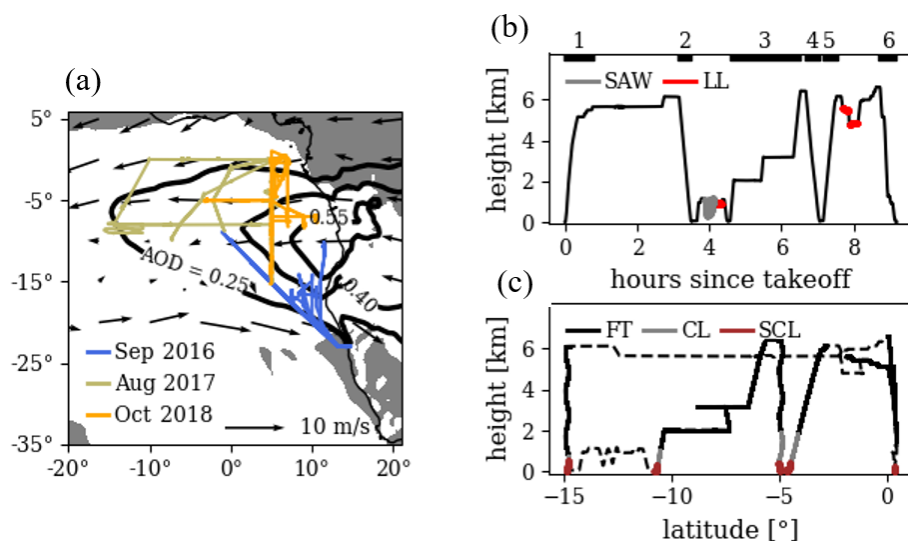 (a)
5°
-5°
-15°
-25°
-35°
-20°
-10°
0°
10°
20°
AOD = 0.25
0.55
0.40
Sep 2016
Aug 2017
Oct 2018
10 m/s
(b)
1 2 3 4 5 6
SAW LL
height [km]
6
4
2
0
0 2 4 6 8
hours since takeoff
(c)
FT CL SCL
height [km]
6
4
2
0
-15 -10 -5 0
latitude [°]